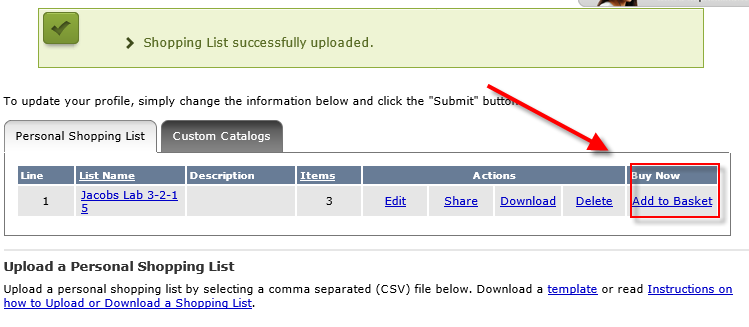 Shopping List successfully uploaded.
To update your profile, simply change the information below and click the "Submit" button.
Personal Shopping List Custom Catalogs
Line List Name Description Items Actions Buy Now
1 Jacobs Lab 3-2-1 3 Edit Share Download Delete Add to Basket
5
Upload a Personal Shopping List
Upload a personal shopping list by selecting a comma separated (CSV) file below. Download a template or read Instructions on
how to Upload or Download a Shopping List.